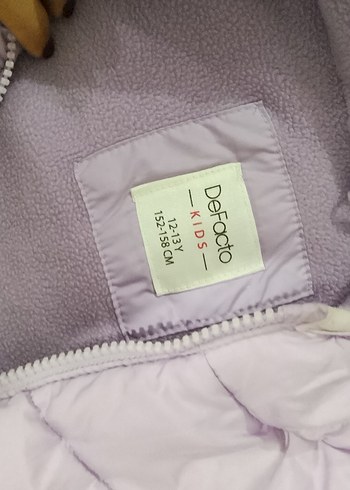 DeFacto
— KIDS —
12-13 Y
152-158 CM